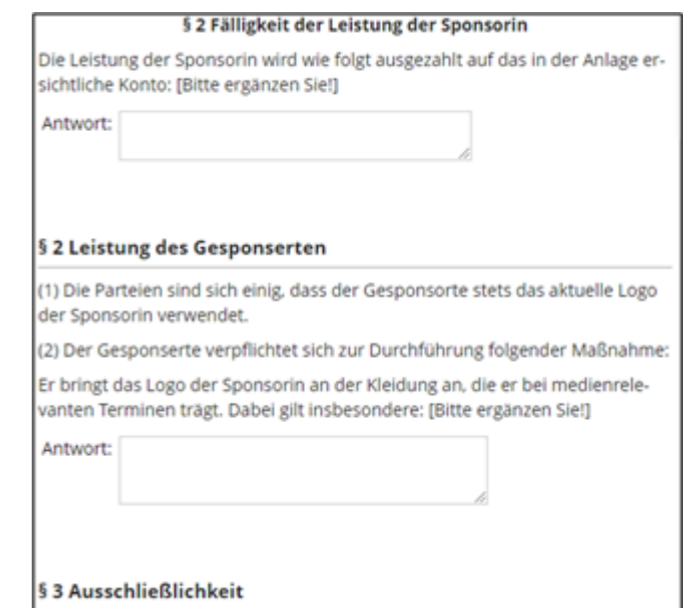 § 2 Fälligkeit der Leistung der Sponsorin
Die Leistung der Sponsorin wird wie folgt ausgezahlt auf das in der Anlage er-
sichtliche Konto: [Bitte ergänzen Sie!]
Antwort:
§ 2 Leistung des Gesponserten
(1) Die Parteien sind sich einig, dass der Gesponsorte stets das aktuelle Logo
der Sponsorin verwendet.
(2) Der Gesponserte verpflichtet sich zur Durchführung folgender Maßnahme:
Er bringt das Logo der Sponsorin an der Kleidung an, die er bei medienrele-
vanten Terminen trägt. Dabei gilt insbesondere: [Bitte ergänzen Sie!]
Antwort:
§ 3 Ausschließlichkeit